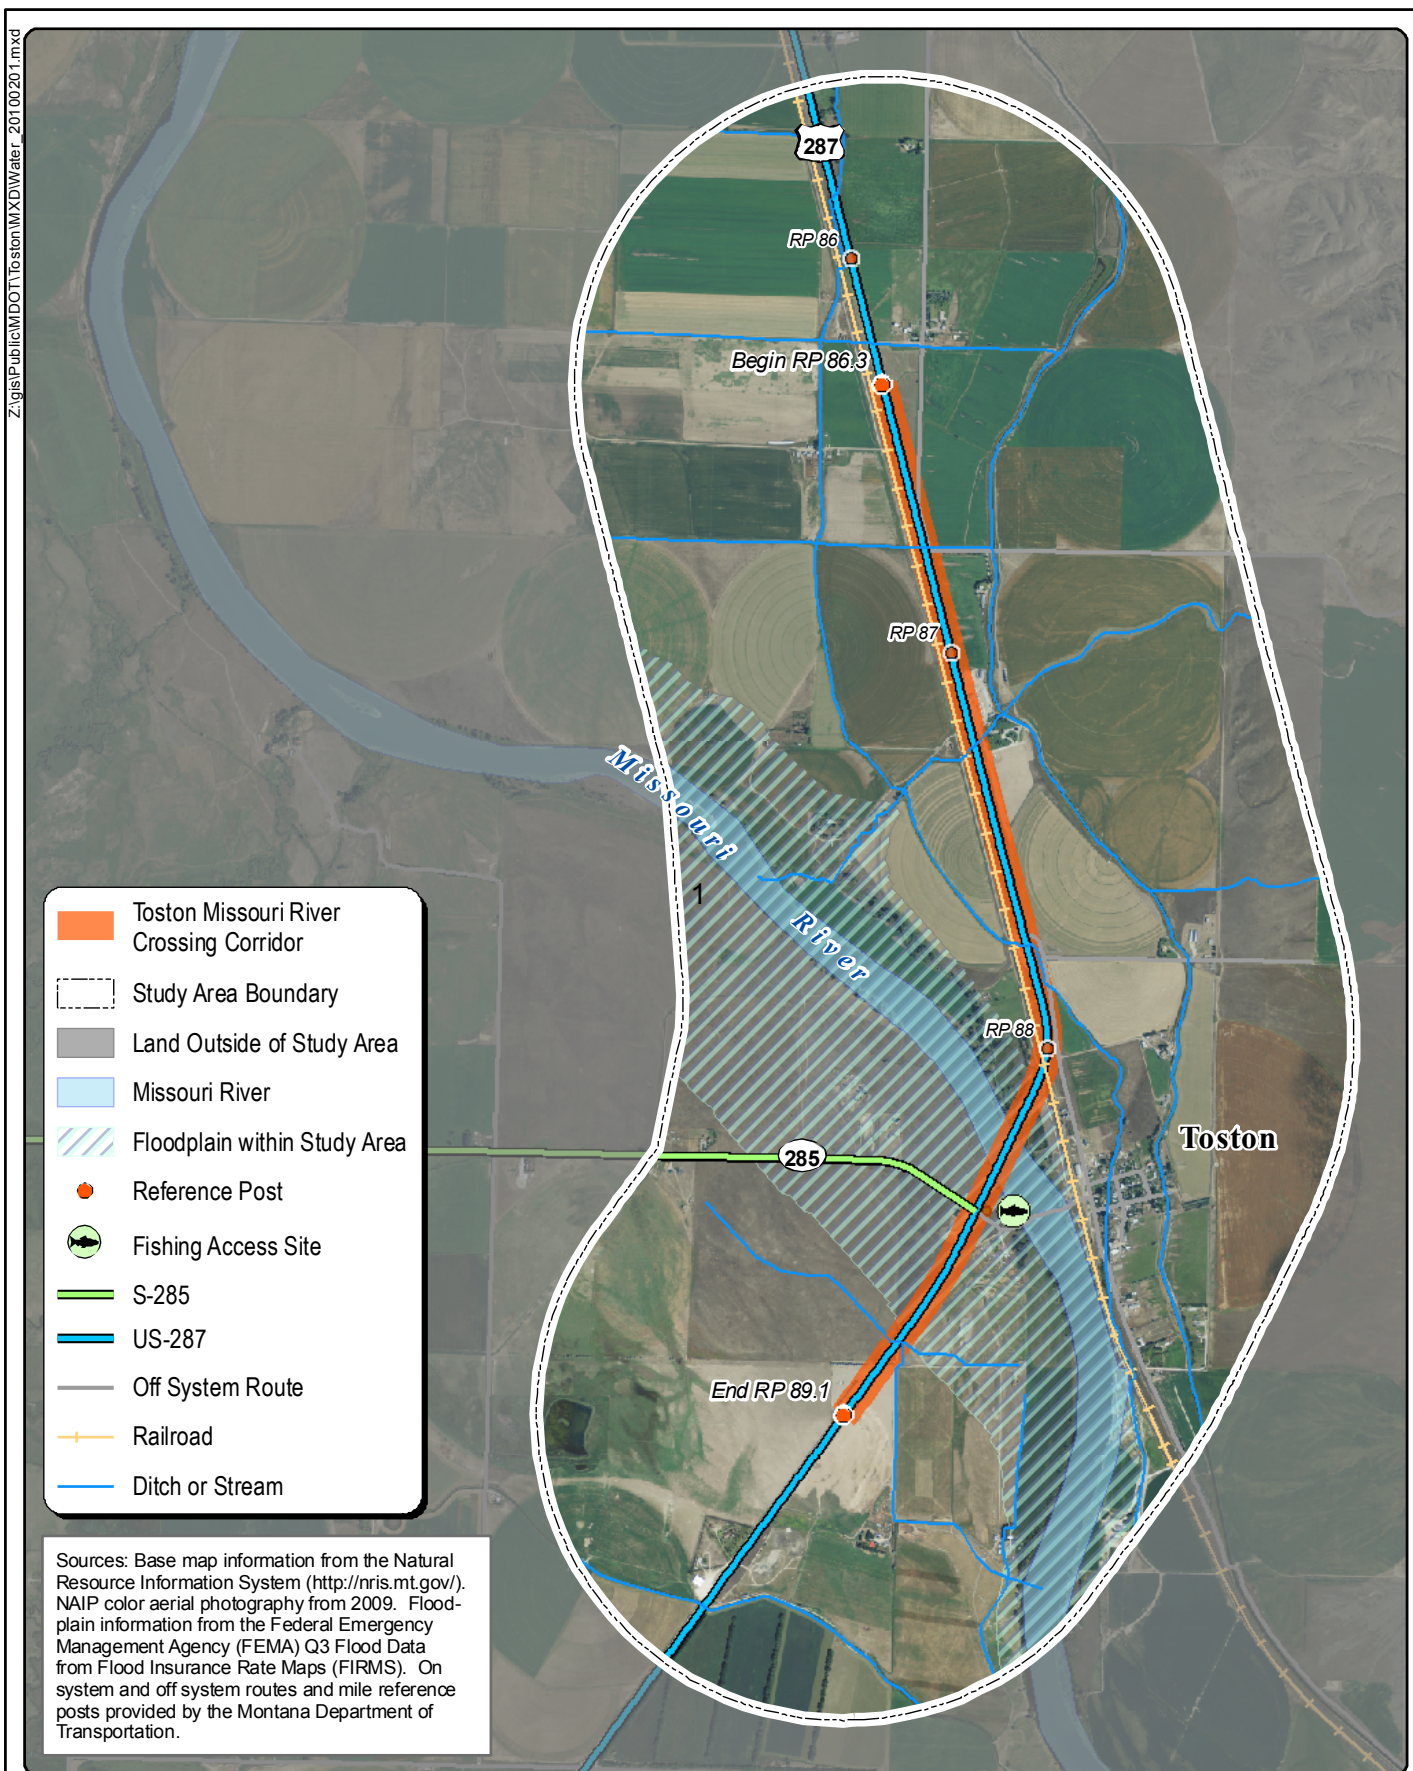 Z:\gis\Public\MDOT\Toston\MXD\Water_20100201.mxd
287
RP 86
Begin RP 86.3
RP 87
Missouri
River
1
RP 88
285
Toston
End RP 89.1
Toston Missouri River
Crossing Corridor
Study Area Boundary
Land Outside of Study Area
Missouri River
Floodplain within Study Area
Reference Post
Fishing Access Site
S-285
US-287
Off System Route
Railroad
Ditch or Stream
Sources: Base map information from the Natural
Resource Information System (http://nris.mt.gov/).
NAIP color aerial photography from 2009. Flood-
plain information from the Federal Emergency
Management Agency (FEMA) Q3 Flood Data
from Flood Insurance Rate Maps (FIRMS). On
system and off system routes and mile reference
posts provided by the Montana Department of
Transportation.